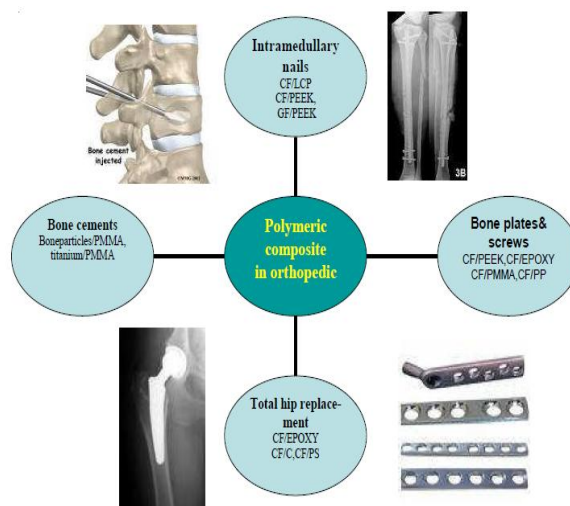 Intramedullary
nails
CF/LCP
CF/PEEK,
GF/PEEK
Bone cement
injected
3B
Bone cements
Boneparticles/PMMA,
titanium/PMMA
Polymeric
composite
in orthopedic
Bone plates&
screws
CF/PEEK,CF/EPOXY
CF/PMMA,CF/PP
Total hip replace-
ment
CF/EPOXY
CF/C,CF/PS